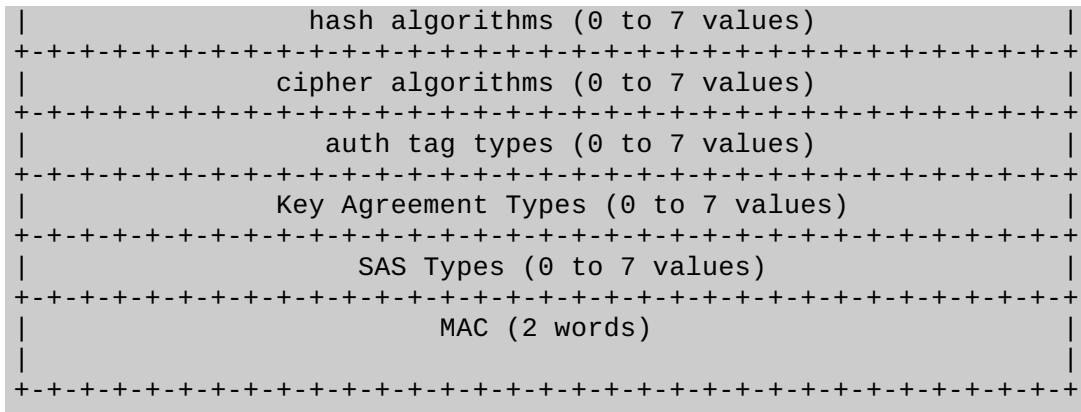 |                 hash algorithms (0 to 7 values)               |
+-+-+-+-+-+-+-+-+-+-+-+-+-+-+-+-+-+-+-+-+-+-+-+-+-+-+-+-+-+-+-+-+
|               cipher algorithms (0 to 7 values)               |
+-+-+-+-+-+-+-+-+-+-+-+-+-+-+-+-+-+-+-+-+-+-+-+-+-+-+-+-+-+-+-+-+
|                  auth tag types (0 to 7 values)               |
+-+-+-+-+-+-+-+-+-+-+-+-+-+-+-+-+-+-+-+-+-+-+-+-+-+-+-+-+-+-+-+-+
|               Key Agreement Types (0 to 7 values)             |
+-+-+-+-+-+-+-+-+-+-+-+-+-+-+-+-+-+-+-+-+-+-+-+-+-+-+-+-+-+-+-+-+
|                    SAS Types (0 to 7 values)                  |
+-+-+-+-+-+-+-+-+-+-+-+-+-+-+-+-+-+-+-+-+-+-+-+-+-+-+-+-+-+-+-+-+
|                         MAC (2 words)                         |
|                                                               |
+-+-+-+-+-+-+-+-+-+-+-+-+-+-+-+-+-+-+-+-+-+-+-+-+-+-+-+-+-+-+-+-+